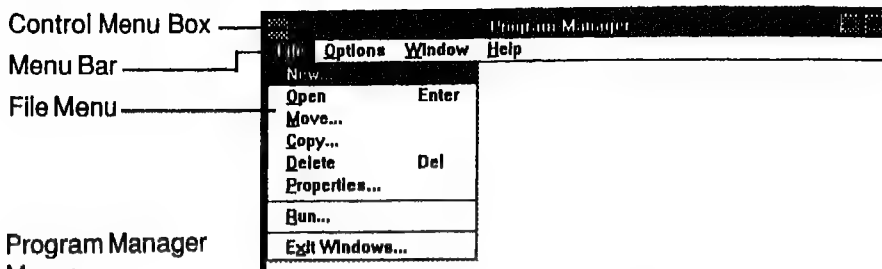 Control Menu Box
Program Manager
File Options Window Help
Menu Bar
New...
Open Enter
File Menu
Move...
Copy...
Delete Del
Properties...
Run...
Program Manager
Exit Windows...